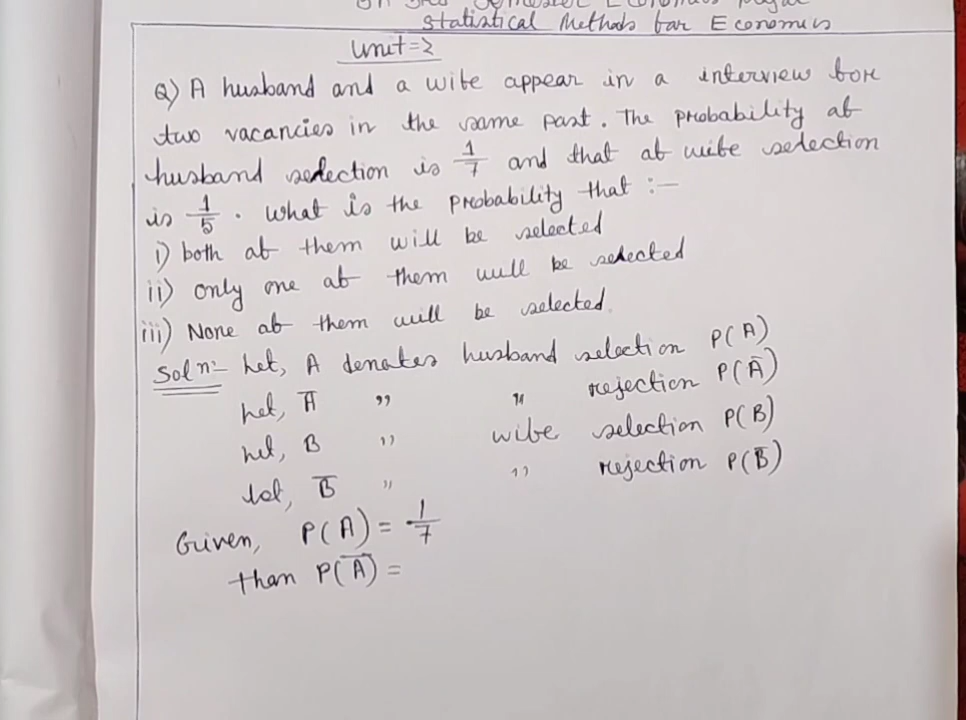 Statistical Methods for Economics
Unit=2
Q) A husband and a wife appear in a interview for
two vacancies in the same post. The probability of
husband selection is 1/7 and that of wife selection
is 1/5. What is the probability that :-
i) both of them will be selected
ii) only one of them will be selected
iii) None of them will be selected.
Soln:- Let, A denotes husband selection P(A)
Let, Ā ,, ,, rejection P(Ā)
Let, B ,, wife selection P(B)
Let, B̄ ,, ,, rejection P(B̄)
Given, P(A) = 1/7
then P(Ā) =